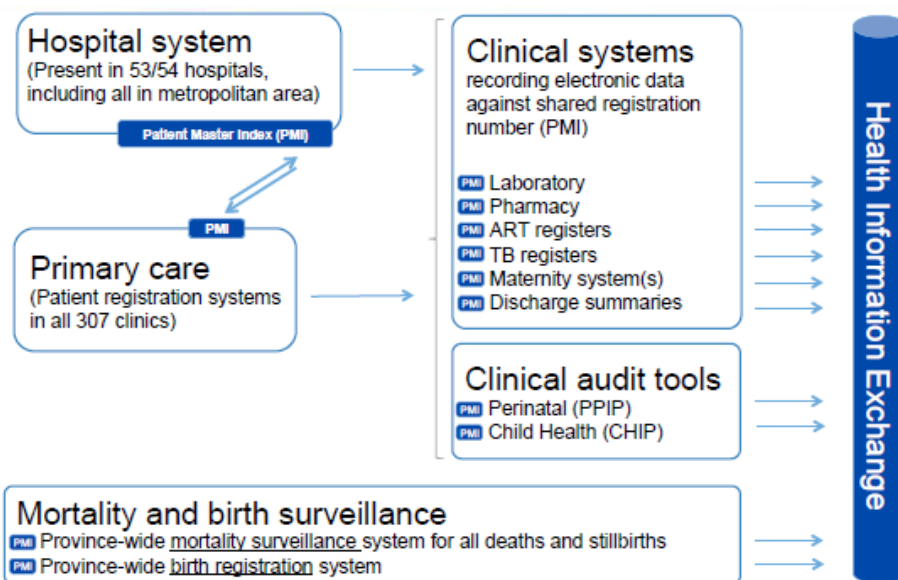 Hospital system
(Present in 53/54 hospitals,
including all in metropolitan area)
Patient Master Index (PMI)
PMI
Primary care
(Patient registration systems
in all 307 clinics)
Clinical systems
recording electronic data
against shared registration
number (PMI)
PMI Laboratory
PMI Pharmacy
PMI ART registers
PMI TB registers
PMI Maternity system(s)
PMI Discharge summaries
Clinical audit tools
PMI Perinatal (PPIP)
PMI Child Health (CHIP)
Mortality and birth surveillance
PMI Province-wide mortality surveillance system for all deaths and stillbirths
PMI Province-wide birth registration system
Health Information Exchange